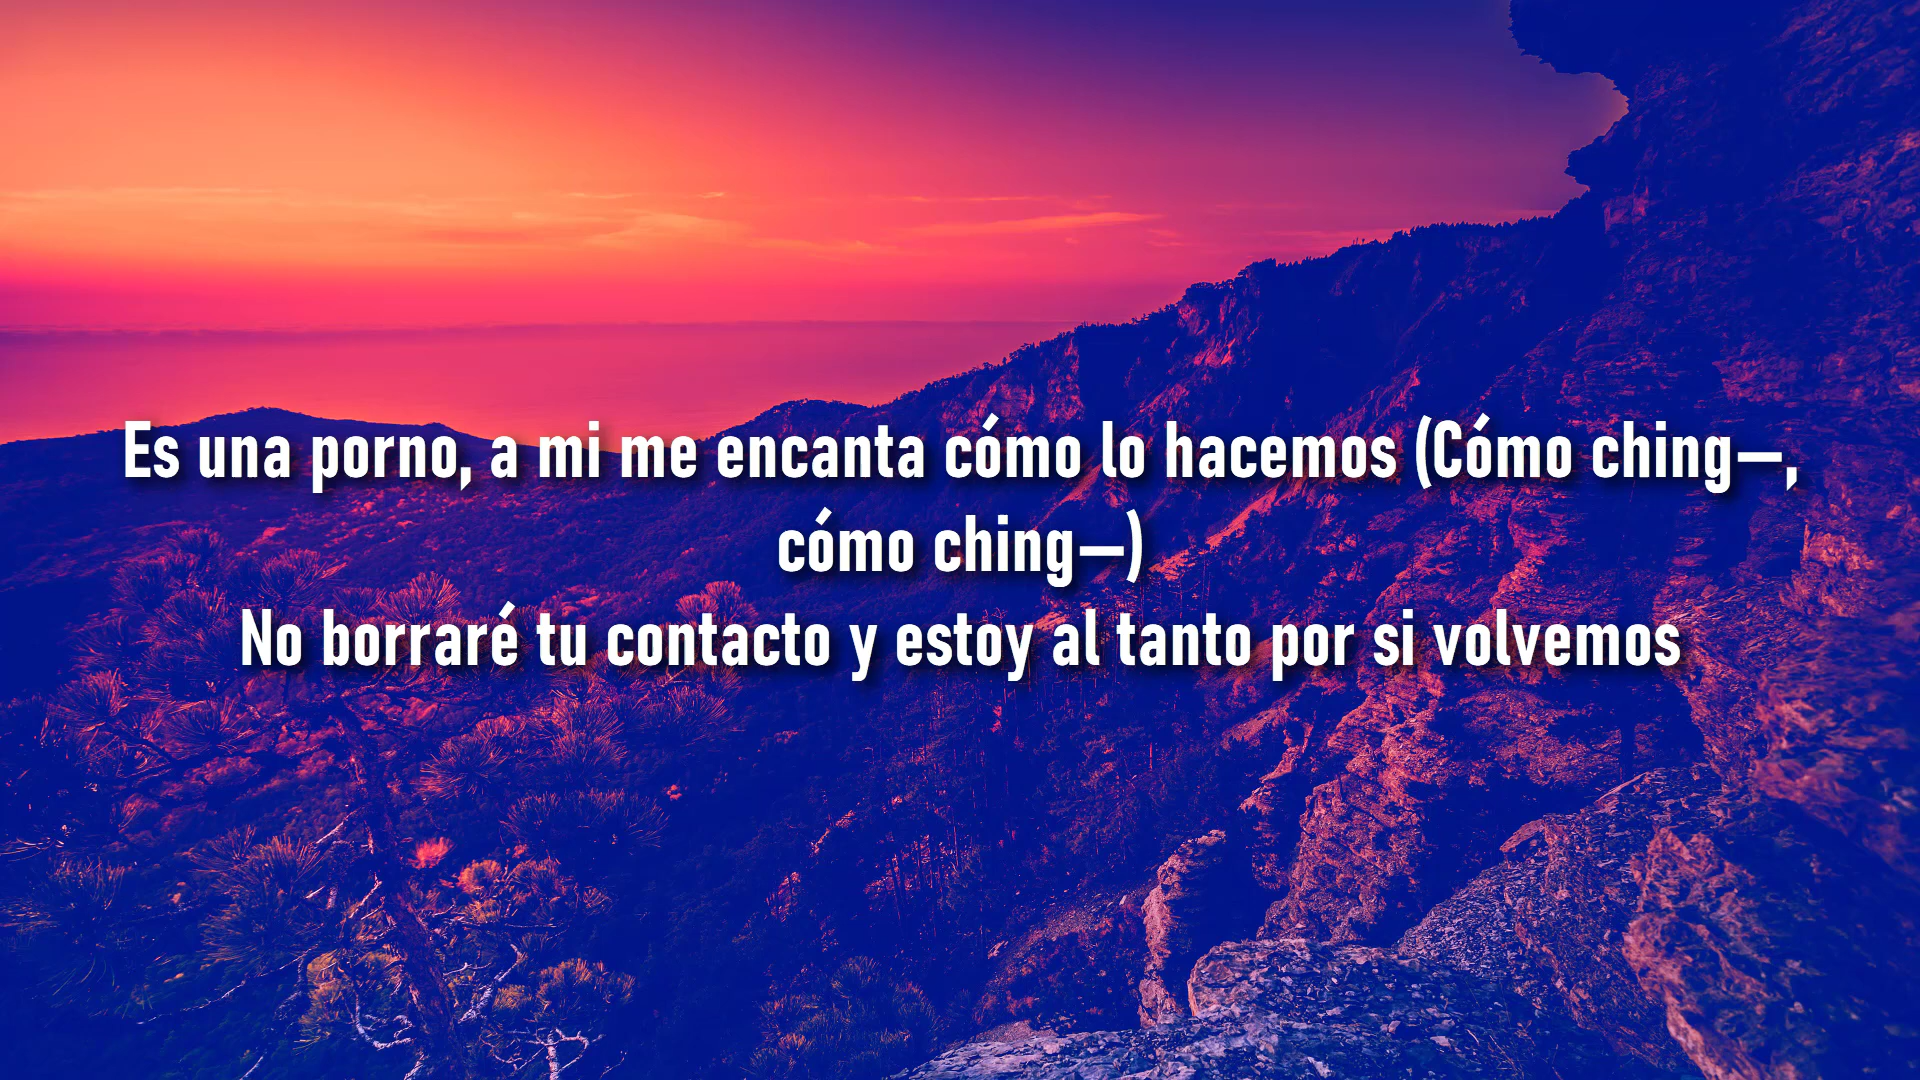 Es una porno, a mi me encanta cómo lo hacemos (Cómo ching—,
cómo ching—)
No borraré tu contacto y estoy al tanto por si volvemos